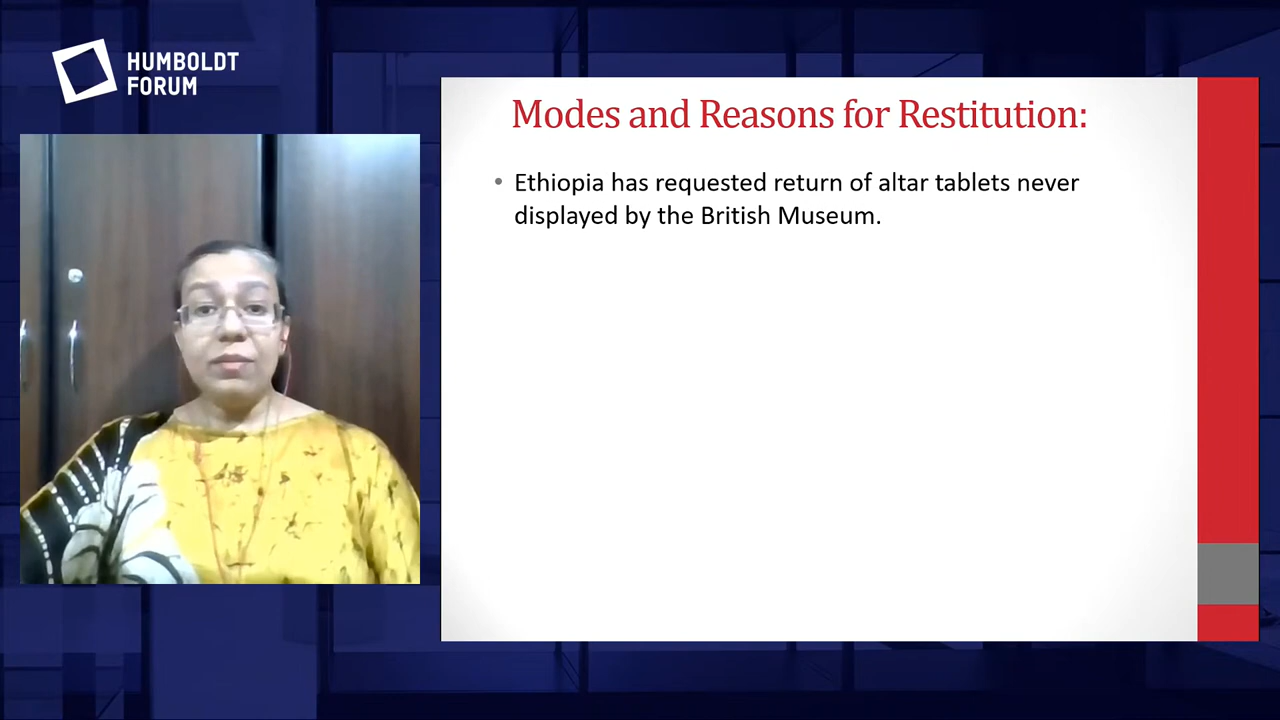 HUMBOLDT
FORUM
Modes and Reasons for Restitution:
• Ethiopia has requested return of altar tablets never
displayed by the British Museum.